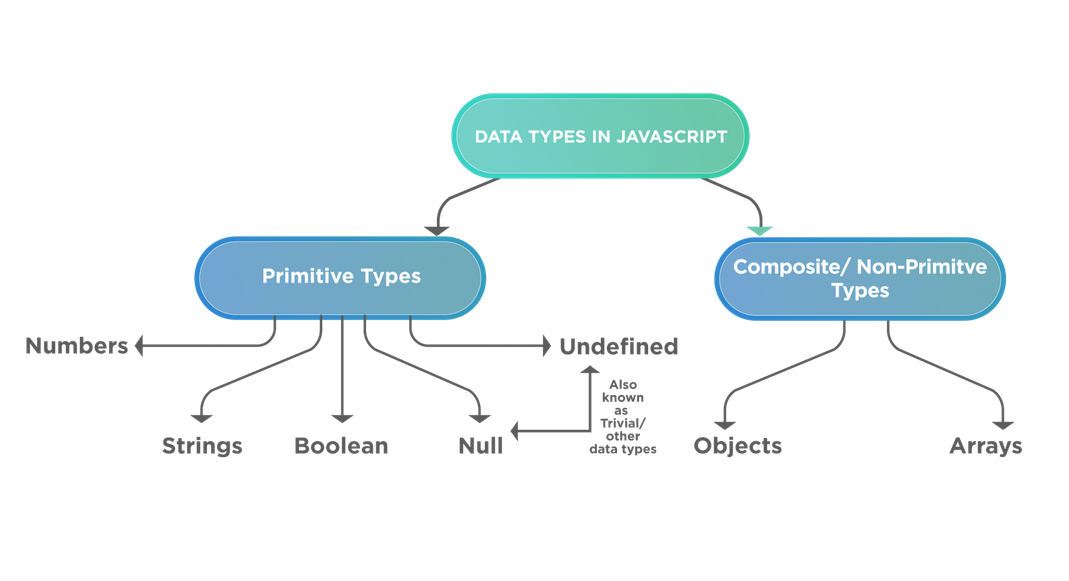 DATA TYPES IN JAVASCRIPT
Primitive Types
Composite/ Non-Primitve
Types
Numbers
Undefined
Also
known
as
Trivial/
other
data types
Strings
Boolean
Null
Objects
Arrays